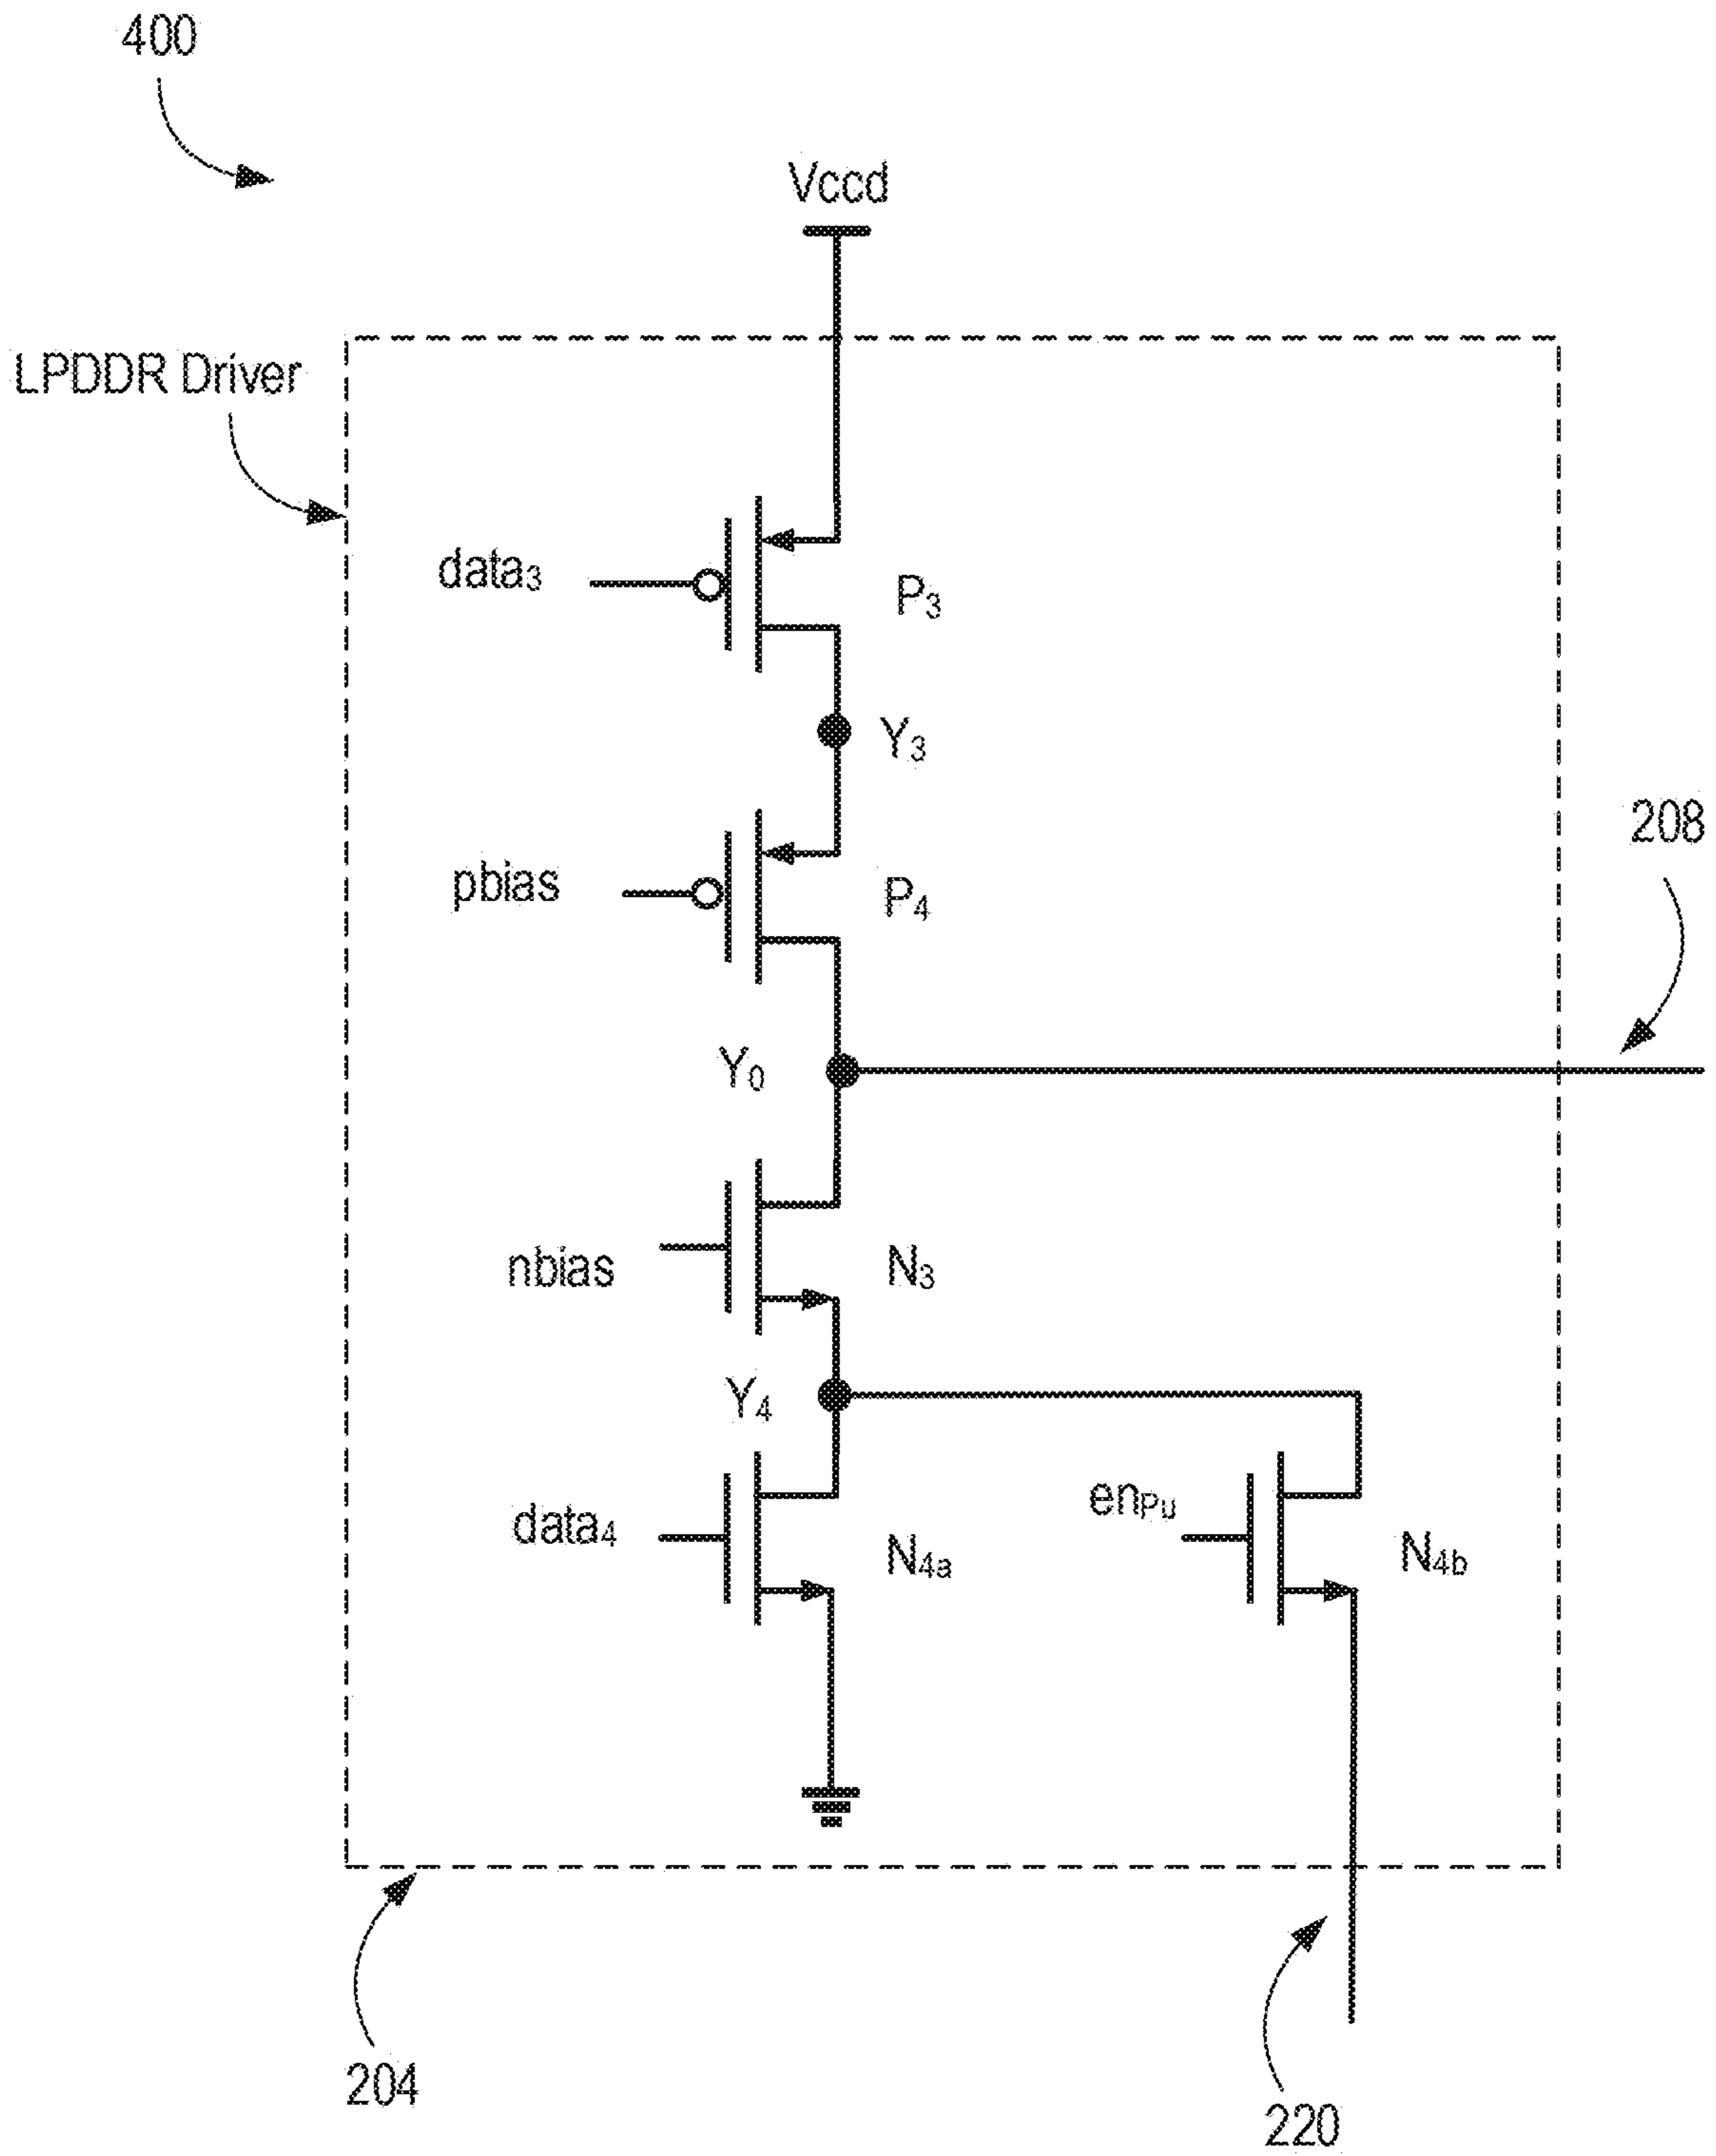 400
Vccd
LPDDR Driver
data₃
P₃
Y₃
208
pbias
P₄
Y₀
nbias
N₃
Y₄
data₄
N₄ₐ
enPu
N4b
204
220